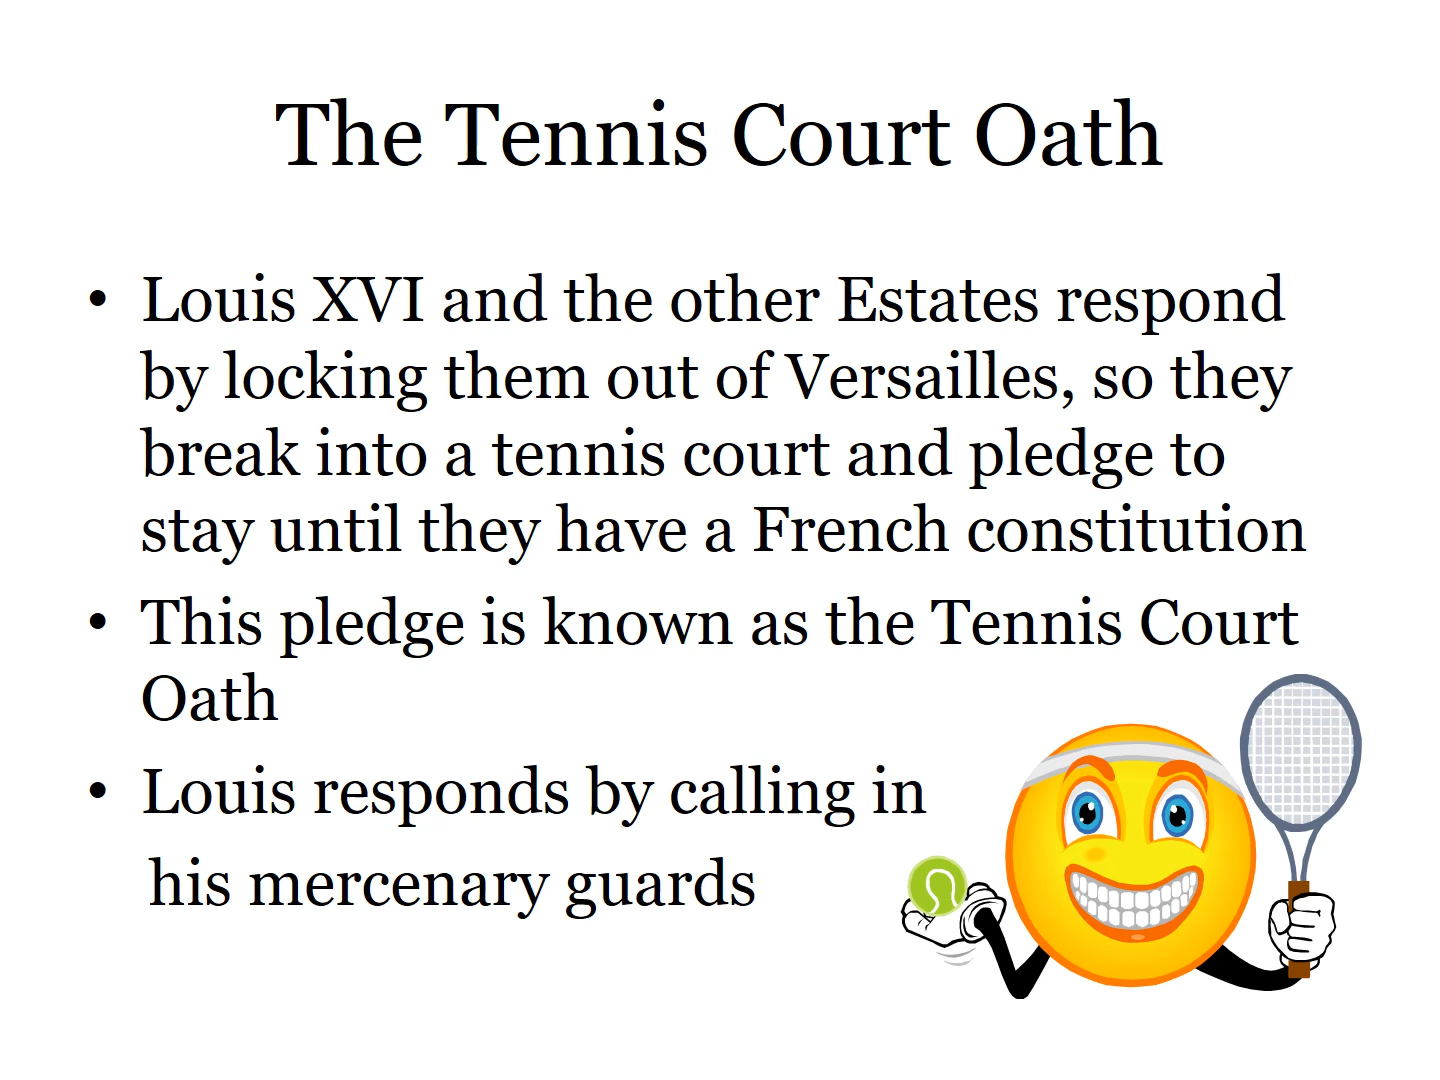 The Tennis Court Oath
• Louis XVI and the other Estates respond
by locking them out of Versailles, so they
break into a tennis court and pledge to
stay until they have a French constitution
• This pledge is known as the Tennis Court
Oath
• Louis responds by calling in
his mercenary guards